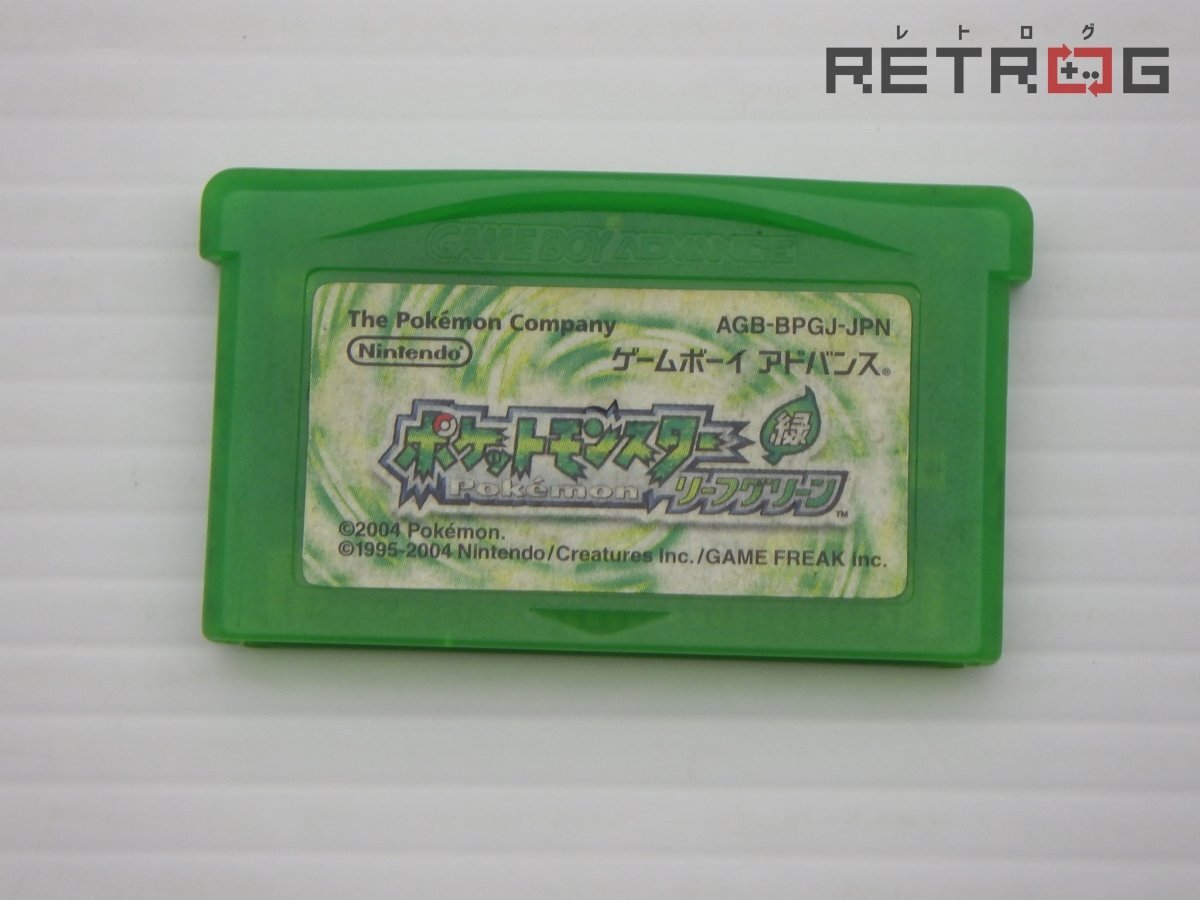 レトログ
RETROG
GAME BOY ADVANCE
The Pokémon Company AGB-BPGJ-JPN
Nintendo® ゲームボーイ アドバンス®
ポケットモンスター 緑
Pokémon リーフグリーン™
©2004 Pokémon.
©1995-2004 Nintendo/Creatures Inc./GAME FREAK inc.